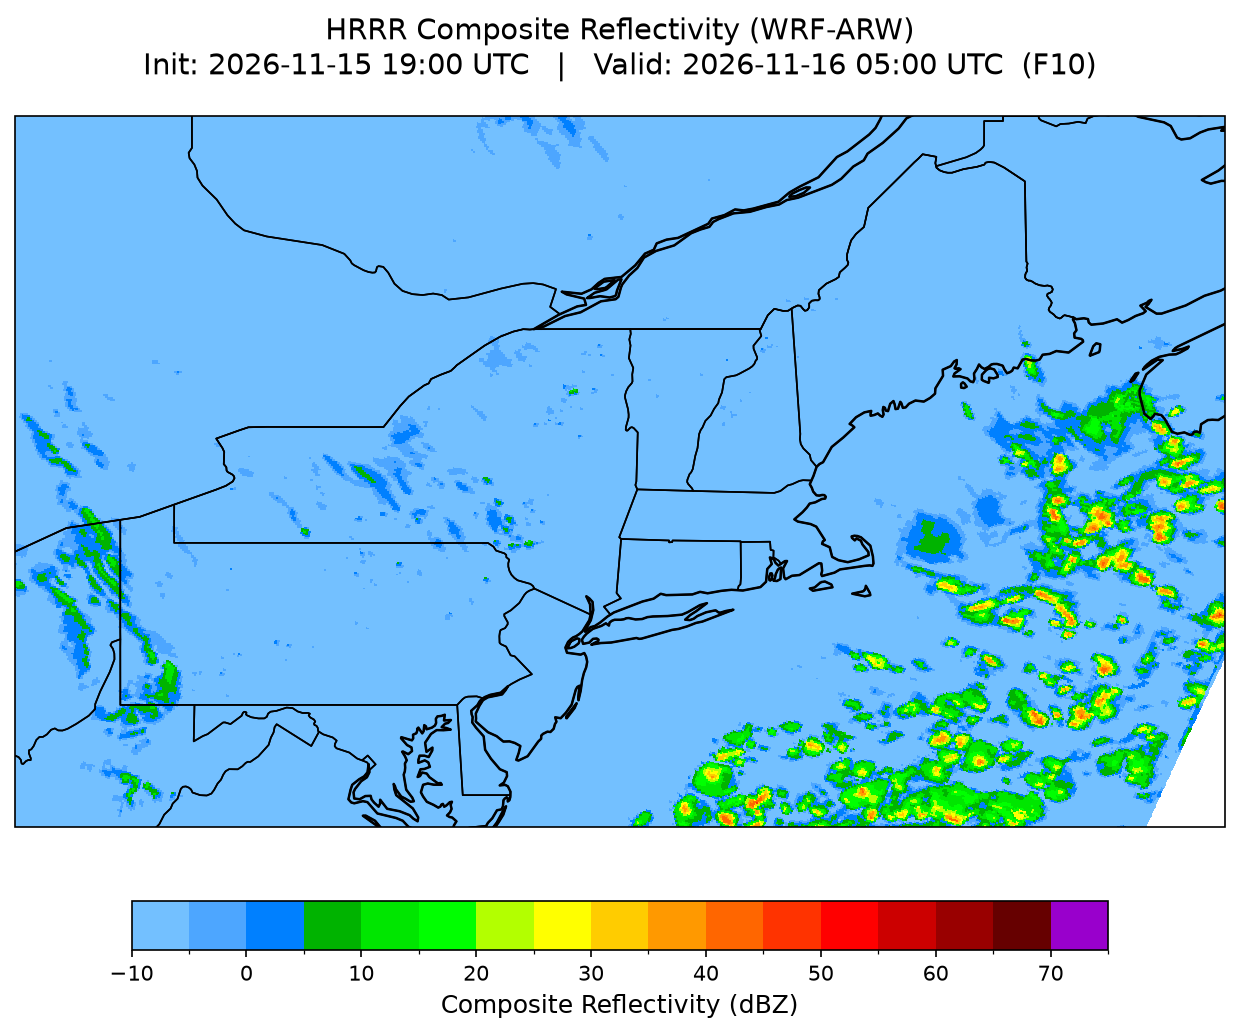 HRRR Composite Reflectivity (WRF-ARW)
Init: 2026-11-15 19:00 UTC | Valid: 2026-11-16 05:00 UTC (F10)
−10 0 10 20 30 40 50 60 70
Composite Reflectivity (dBZ)